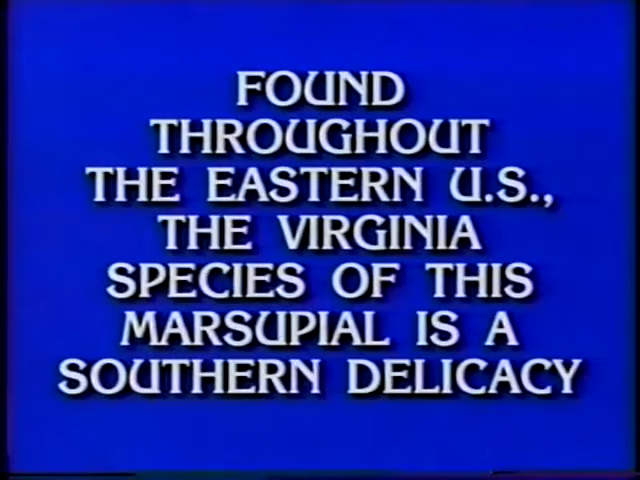 FOUND
THROUGHOUT
THE EASTERN U.S.,
THE VIRGINIA
SPECIES OF THIS
MARSUPIAL IS A
SOUTHERN DELICACY